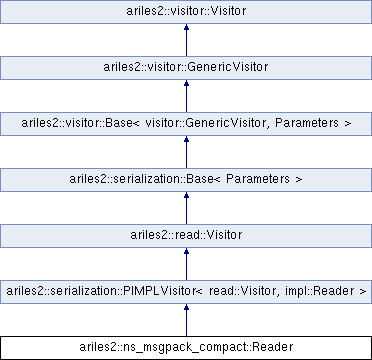 ariles2::visitor::Visitor
ariles2::visitor::GenericVisitor
ariles2::visitor::Base< visitor::GenericVisitor, Parameters >
ariles2::serialization::Base< Parameters >
ariles2::read::Visitor
ariles2::serialization::PIMPLVisitor< read::Visitor, impl::Reader >
ariles2::ns_msgpack_compact::Reader